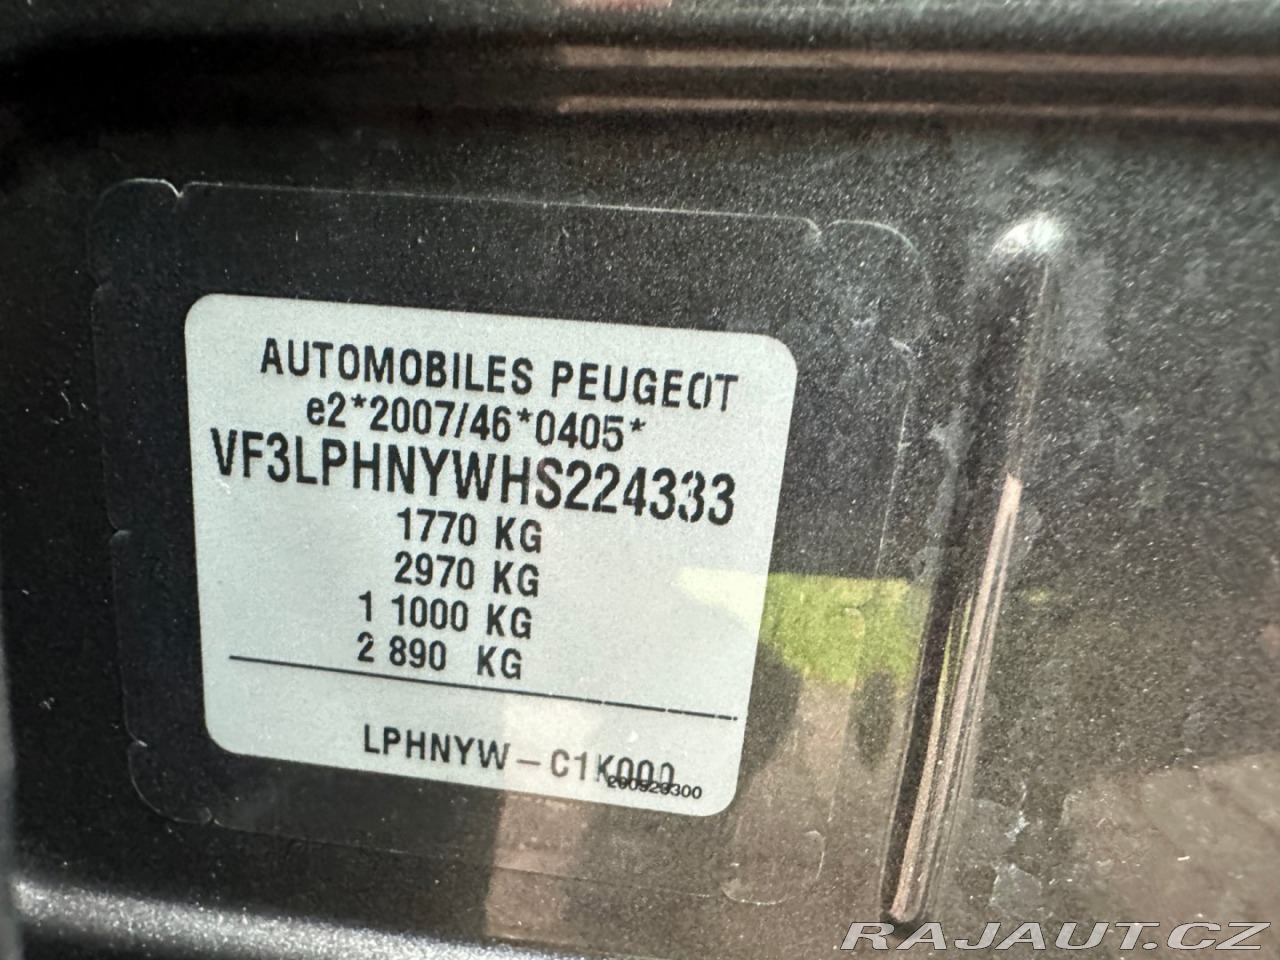 AUTOMOBILES PEUGEOT
e2*2007/46*0405*
VF3LPHNYWHS224333
1770 KG
2970 KG
1 1000 KG
2 890 KG
LPHNYW - C1K000
RAJAUT.CZ